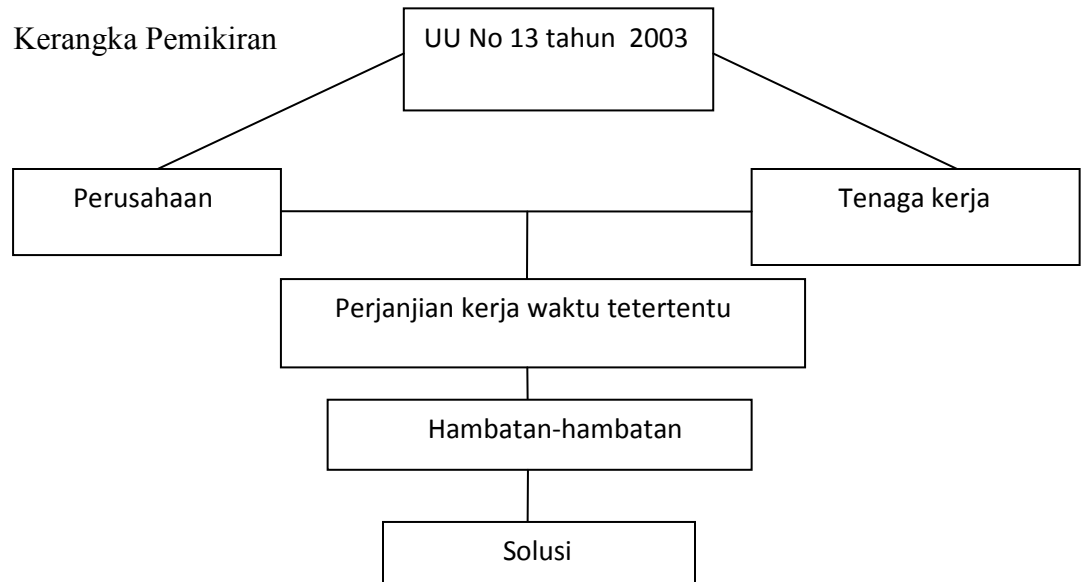 Kerangka Pemikiran
UU No 13 tahun 2003
Perusahaan
Tenaga kerja
Perjanjian kerja waktu tetertentu
Hambatan-hambatan
Solusi